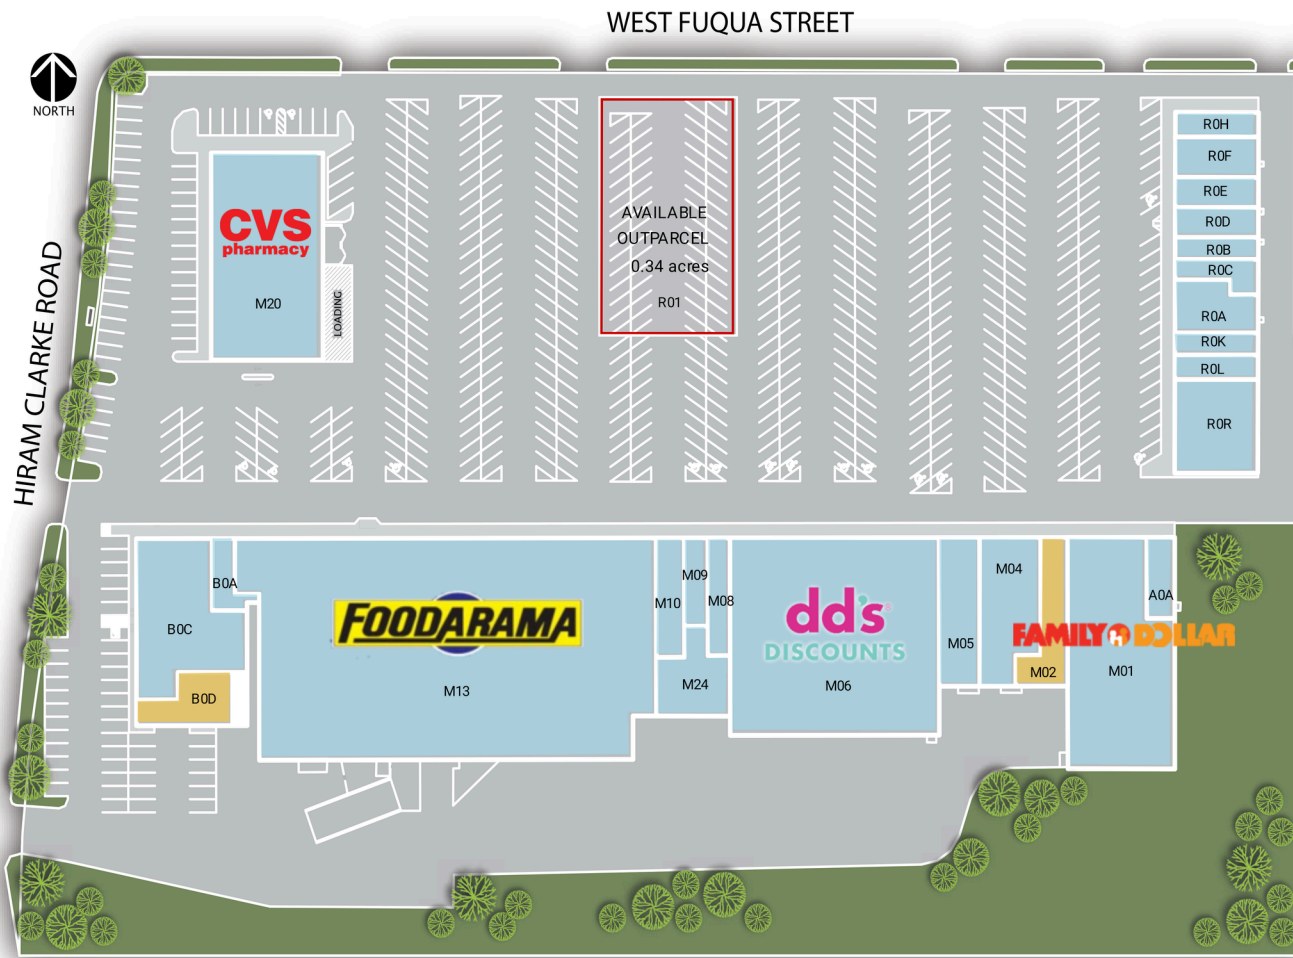 WEST FUQUA STREET
NORTH
HIRAM CLARKE ROAD
CVS
pharmacy
M20
LOADING
AVAILABLE
OUTPARCEL
0.34 acres
R01
R0H
R0F
R0E
R0D
R0B
R0C
R0A
R0K
R0L
R0R
B0A
B0C
B0D
FOODARAMA
M13
M10
M09
M08
M24
dd's
DISCOUNTS
M06
M05
M04
M02
FAMILY DOLLAR
M01
A0A